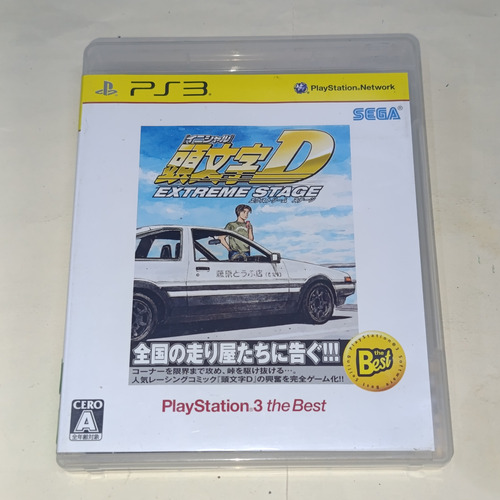 PS3
PlayStation®Network
SEGA
[イニシャル]
頭文字D
EXTREME STAGE
エクストリーム ステージ
藤原とうふ店(自家用)
全国の走り屋たちに告ぐ!!!
コーナーを限界まで攻め、峠を駆け抜ける…。
人気レーシングコミック「頭文字D」の興奮を完全ゲーム化!!
the Best
CERO
A
全年齢対象
PlayStation®3 the Best